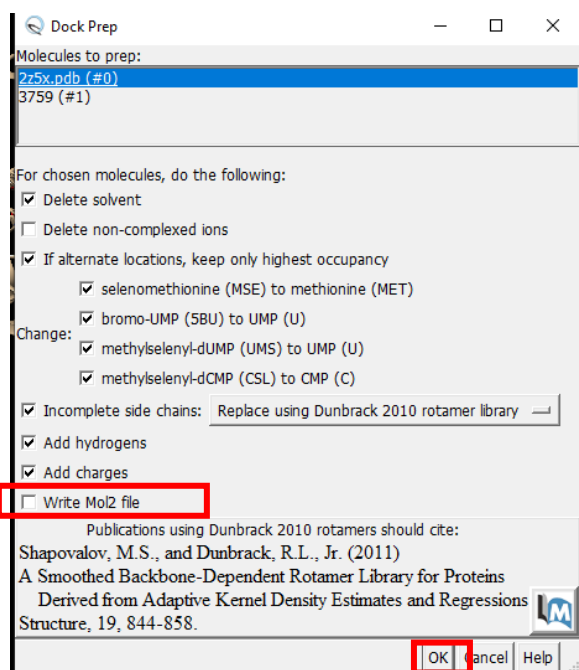 Dock Prep
Molecules to prep:
2z5x.pdb (#0)
3759 (#1)
For chosen molecules, do the following:
Delete solvent
Delete non-complexed ions
If alternate locations, keep only highest occupancy
selenomethionine (MSE) to methionine (MET)
bromo-UMP (5BU) to UMP (U)
Change:
methylselenyl-dUMP (UMS) to UMP (U)
methylselenyl-dCMP (CSL) to CMP (C)
Incomplete side chains: Replace using Dunbrack 2010 rotamer library
Add hydrogens
Add charges
Write Mol2 file
Publications using Dunbrack 2010 rotamers should cite:
Shapovalov, M.S., and Dunbrack, R.L., Jr. (2011)
A Smoothed Backbone-Dependent Rotamer Library for Proteins
Derived from Adaptive Kernel Density Estimates and Regressions
Structure, 19, 844-858.
OK Cancel Help